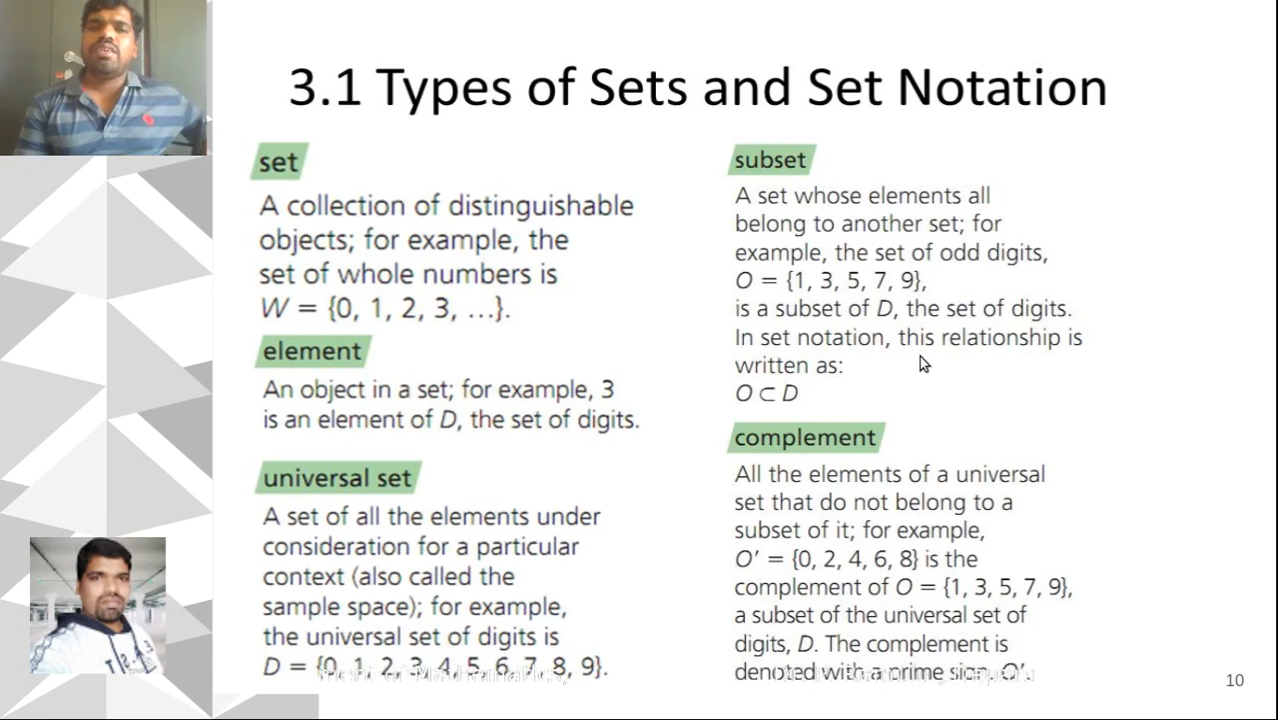 3.1 Types of Sets and Set Notation
set
A collection of distinguishable
objects; for example, the
set of whole numbers is
W = {0, 1, 2, 3, …}.
element
An object in a set; for example, 3
is an element of D, the set of digits.
universal set
A set of all the elements under
consideration for a particular
context (also called the
sample space); for example,
the universal set of digits is
D = {0, 1, 2, 3, 4, 5, 6, 7, 8, 9}.
subset
A set whose elements all
belong to another set; for
example, the set of odd digits,
O = {1, 3, 5, 7, 9},
is a subset of D, the set of digits.
In set notation, this relationship is
written as:
O ⊂ D
complement
All the elements of a universal
set that do not belong to a
subset of it; for example,
O′ = {0, 2, 4, 6, 8} is the
complement of O = {1, 3, 5, 7, 9},
a subset of the universal set of
digits, D. The complement is
denoted with a prime sign, O′.
10